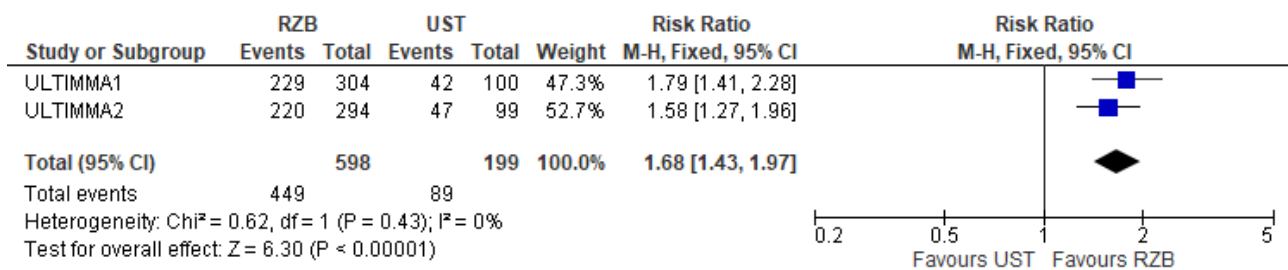 RZB UST Risk Ratio Risk Ratio
Study or Subgroup Events Total Events Total Weight M-H, Fixed, 95% CI M-H, Fixed, 95% CI
ULTIMMA1 229 304 42 100 47.3% 1.79 [1.41, 2.28]
ULTIMMA2 220 294 47 99 52.7% 1.58 [1.27, 1.96]
Total (95% CI) 598 199 100.0% 1.68 [1.43, 1.97]
Total events 449 89
Heterogeneity: Chi² = 0.62, df = 1 (P = 0.43); I² = 0%
Test for overall effect: Z = 6.30 (P < 0.00001)
0.2 0.5 1 2 5
Favours UST Favours RZB